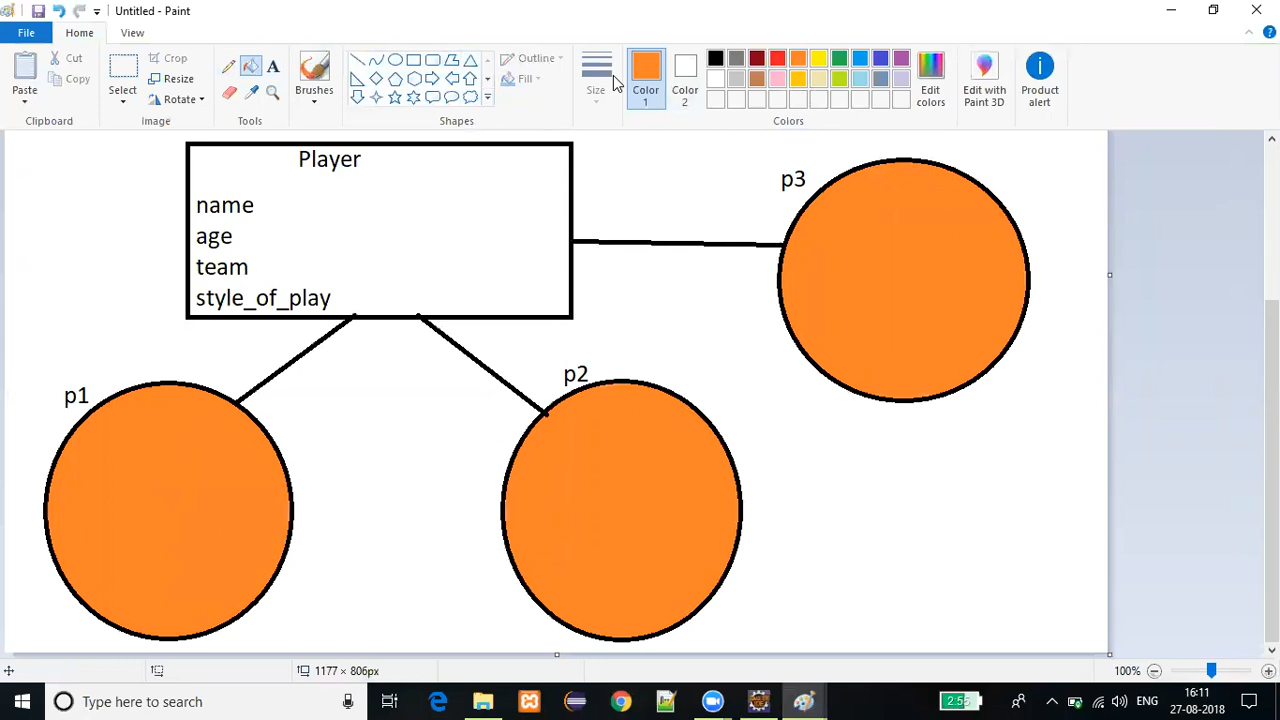 Untitled - Paint
File
Home
View
Paste
Cut
Copy
Clipboard
Select
Crop
Resize
Rotate
Image
A
Tools
Brushes
Outline
Fill
Shapes
Size
Color 1
Color 2
Edit colors
Colors
Edit with Paint 3D
Product alert
Player
name
age
team
style_of_play
p3
p1
p2
1177 × 806px
100%
Type here to search
2:55
ENG
16:11
27-08-2018